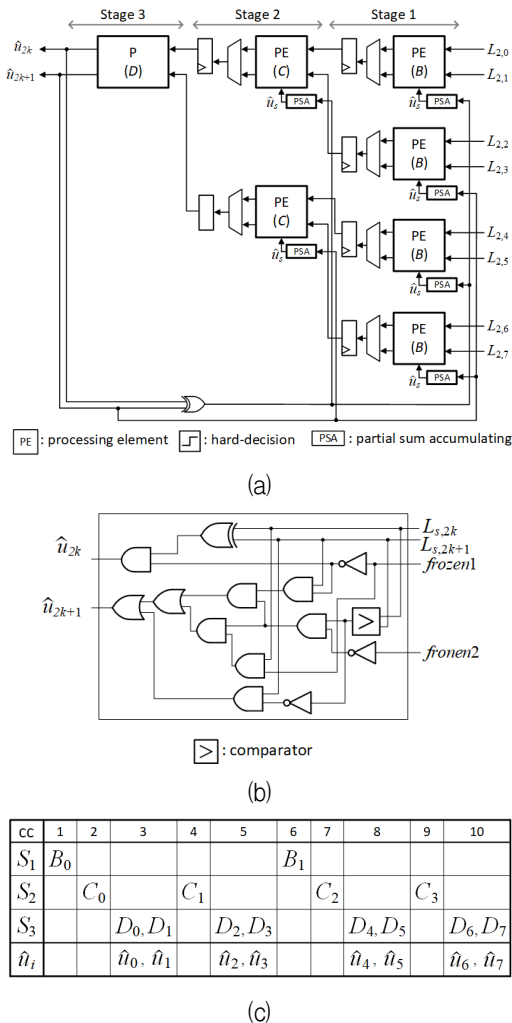 Stage 3 Stage 2 Stage 1
û2k
û2k+1
P
(D)
PE
(C)
PE
(B)
L2,0
L2,1
ûs PSA
ûs PSA
PE
(B)
L2,2
L2,3
ûs PSA
PE
(C)
ûs PSA
PE
(B)
L2,4
L2,5
ûs PSA
PE
(B)
L2,6
L2,7
ûs PSA
PE : processing element : hard-decision PSA : partial sum accumulating
(a)
û2k
û2k+1
Ls,2k
Ls,2k+1
frozen1
>
fronen2
> : comparator
(b)
cc 1 2 3 4 5 6 7 8 9 10
S1 B0 B1
S2 C0 C1 C2 C3
S3 D0, D1 D2, D3 D4, D5 D6, D7
ûi û0, û1 û2, û3 û4, û5 û6, û7
(c)